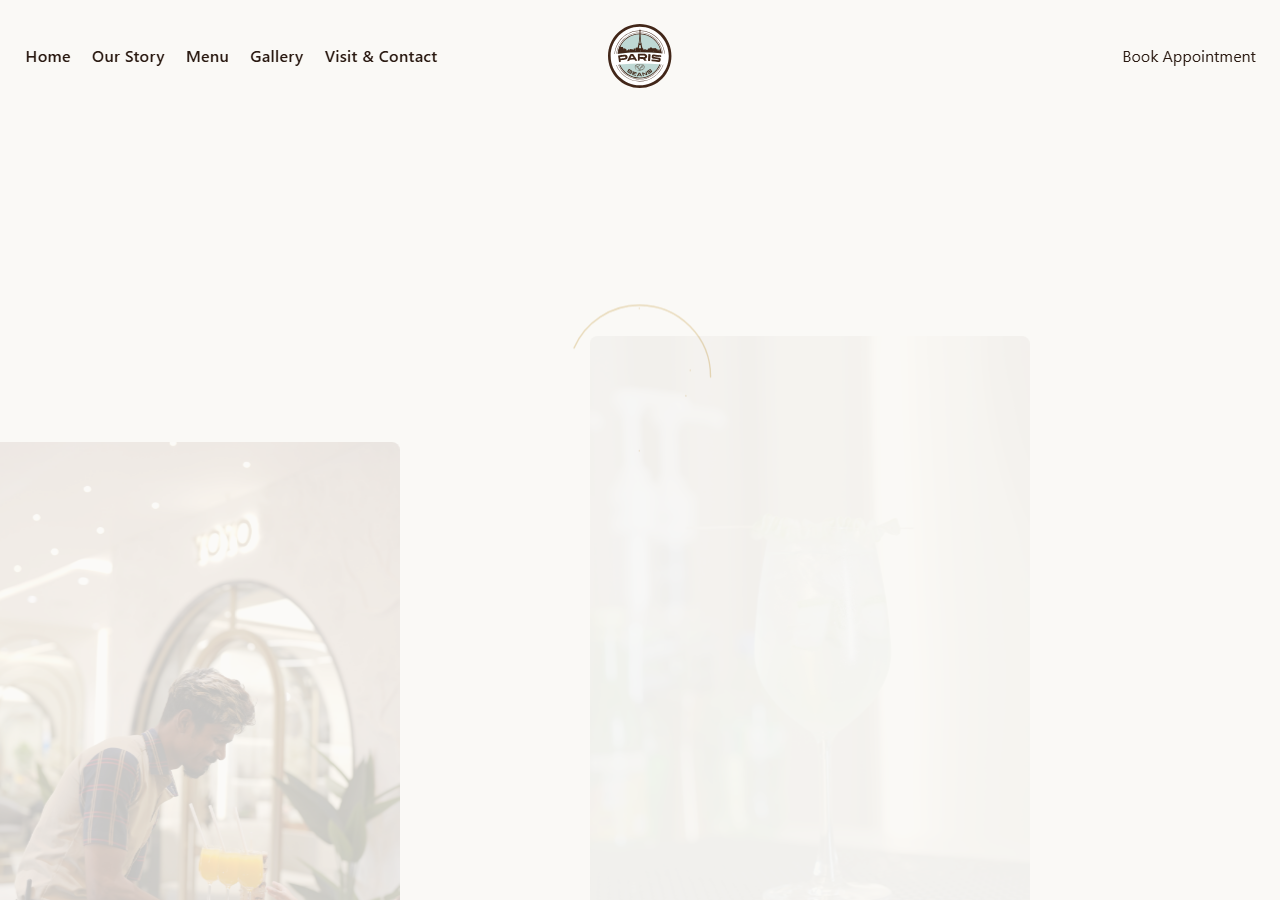 Home
Our Story
Menu
Gallery
Visit & Contact
PARIS
BEANS
Book Appointment